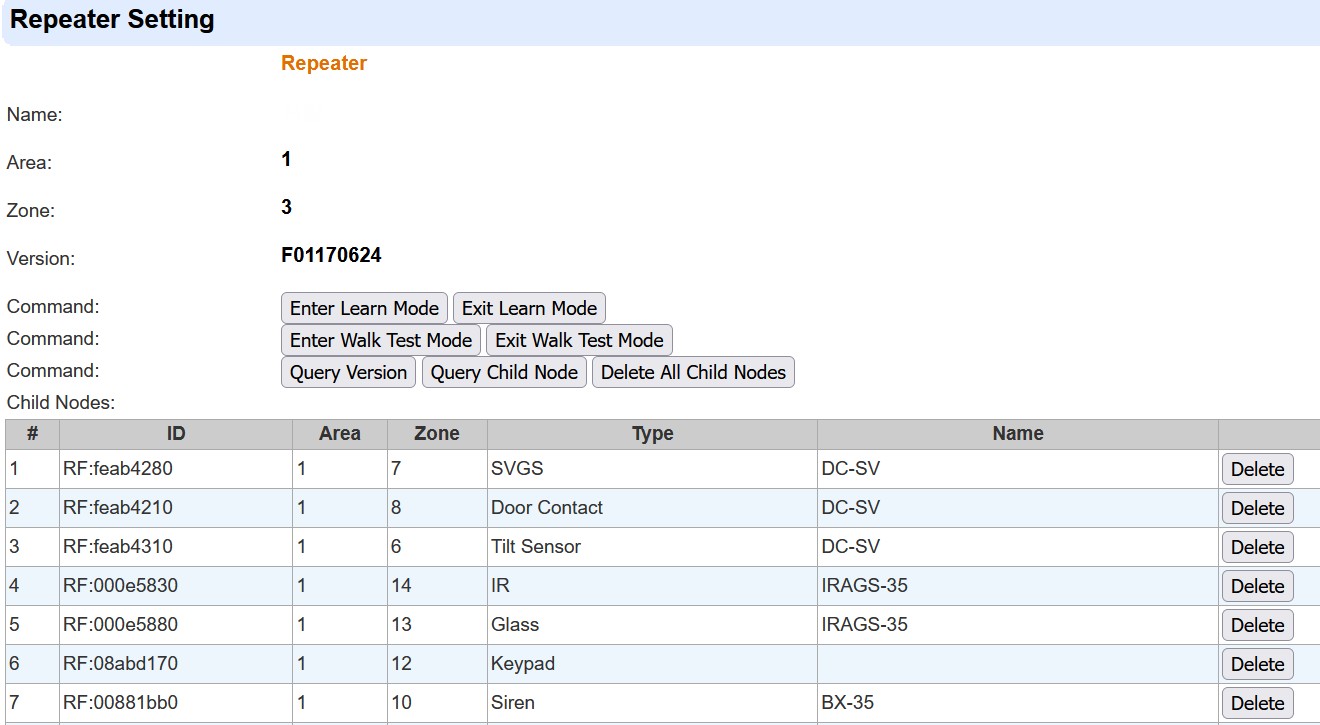 Repeater Setting
Repeater
Name:
Area: 1
Zone: 3
Version: F01170624
Command: Enter Learn Mode Exit Learn Mode
Command: Enter Walk Test Mode Exit Walk Test Mode
Command: Query Version Query Child Node Delete All Child Nodes
Child Nodes:
# ID Area Zone Type Name
1 RF:feab4280 1 7 SVGS DC-SV Delete
2 RF:feab4210 1 8 Door Contact DC-SV Delete
3 RF:feab4310 1 6 Tilt Sensor DC-SV Delete
4 RF:000e5830 1 14 IR IRAGS-35 Delete
5 RF:000e5880 1 13 Glass IRAGS-35 Delete
6 RF:08abd170 1 12 Keypad Delete
7 RF:00881bb0 1 10 Siren BX-35 Delete